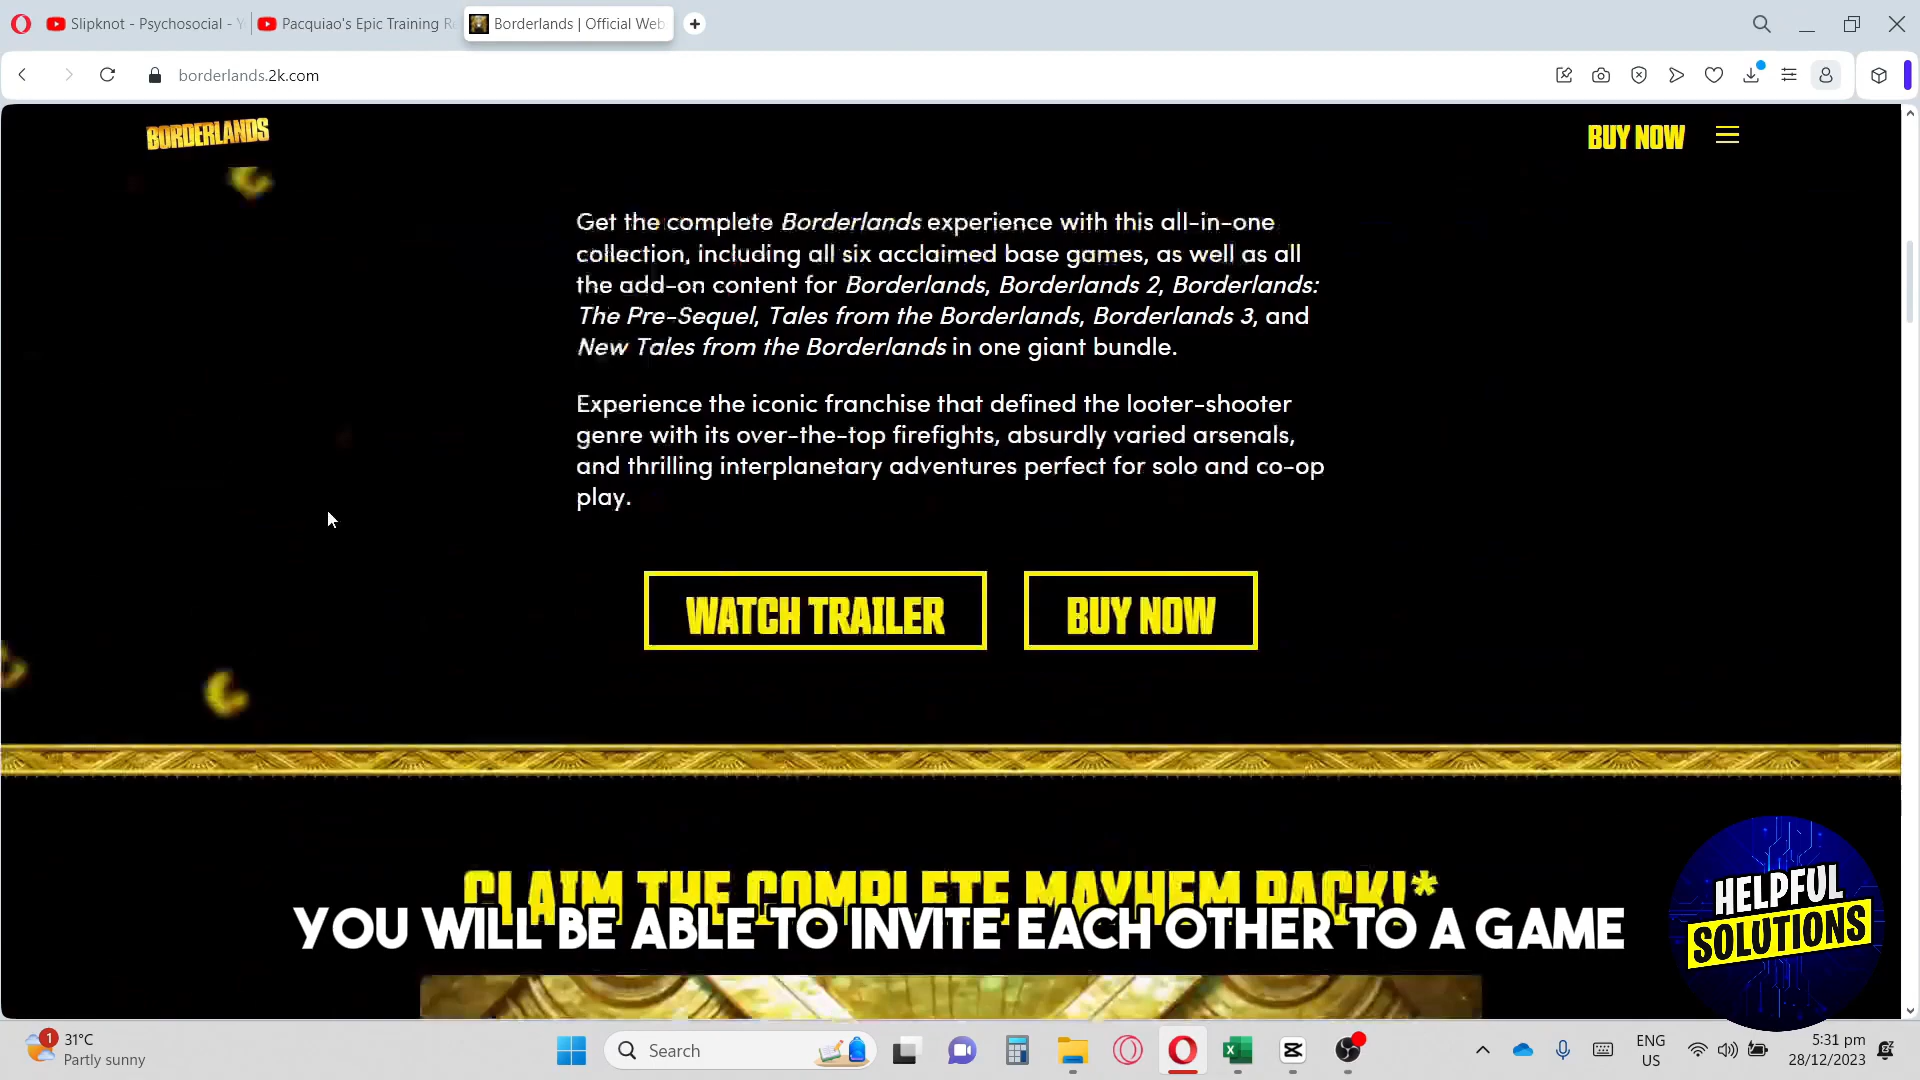 Slipknot - Psychosocial - Y
Pacquiao's Epic Training R
Borderlands | Official Web
borderlands.2k.com
BORDERLANDS
BUY NOW
Get the complete Borderlands experience with this all-in-one
collection, including all six acclaimed base games, as well as all
the add-on content for Borderlands, Borderlands 2, Borderlands:
The Pre-Sequel, Tales from the Borderlands, Borderlands 3, and
New Tales from the Borderlands in one giant bundle.
Experience the iconic franchise that defined the looter-shooter
genre with its over-the-top firefights, absurdly varied arsenals,
and thrilling interplanetary adventures perfect for solo and co-op
play.
WATCH TRAILER
BUY NOW
CLAIM THE COMPLETE MAYHEM PACK!*
YOU WILL BE ABLE TO INVITE EACH OTHER TO A GAME
HELPFUL
SOLUTIONS
1
31°C
Partly sunny
Search
ENG
US
5:31 pm
28/12/2023